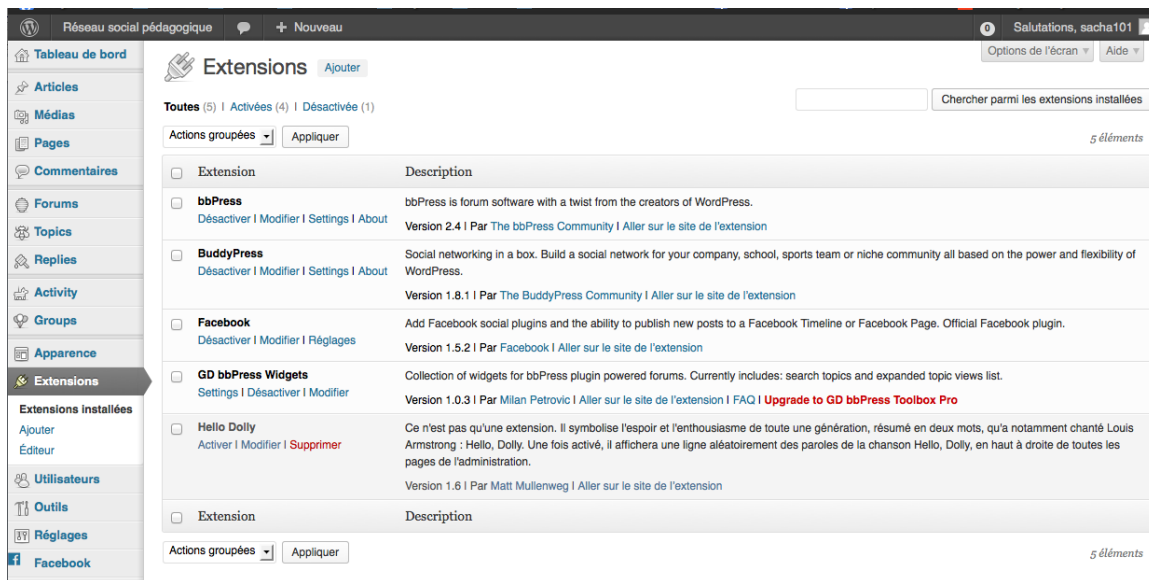 Réseau social pédagogique
+ Nouveau
0
Salutations, sacha101
Tableau de bord
Articles
Médias
Pages
Commentaires
Forums
Topics
Replies
Activity
Groups
Apparence
Extensions
Extensions installées
Ajouter
Éditeur
Utilisateurs
Outils
Réglages
Facebook
Options de l'écran
Aide
Extensions Ajouter
Toutes (5) | Activées (4) | Désactivée (1)
Chercher parmi les extensions installées
Actions groupées Appliquer
5 éléments
Extension Description
bbPress
Désactiver | Modifier | Settings | About
bbPress is forum software with a twist from the creators of WordPress.
Version 2.4 | Par The bbPress Community | Aller sur le site de l'extension
BuddyPress
Désactiver | Modifier | Settings | About
Social networking in a box. Build a social network for your company, school, sports team or niche community all based on the power and flexibility of
WordPress.
Version 1.8.1 | Par The BuddyPress Community | Aller sur le site de l'extension
Facebook
Désactiver | Modifier | Réglages
Add Facebook social plugins and the ability to publish new posts to a Facebook Timeline or Facebook Page. Official Facebook plugin.
Version 1.5.2 | Par Facebook | Aller sur le site de l'extension
GD bbPress Widgets
Settings | Désactiver | Modifier
Collection of widgets for bbPress plugin powered forums. Currently includes: search topics and expanded topic views list.
Version 1.0.3 | Par Milan Petrovic | Aller sur le site de l'extension | FAQ | Upgrade to GD bbPress Toolbox Pro
Hello Dolly
Activer | Modifier | Supprimer
Ce n'est pas qu'une extension. Il symbolise l'espoir et l'enthousiasme de toute une génération, résumé en deux mots, qu'a notamment chanté Louis
Armstrong : Hello, Dolly. Une fois activé, il affichera une ligne aléatoirement des paroles de la chanson Hello, Dolly, en haut à droite de toutes les
pages de l'administration.
Version 1.6 | Par Matt Mullenweg | Aller sur le site de l'extension
Extension Description
Actions groupées Appliquer
5 éléments